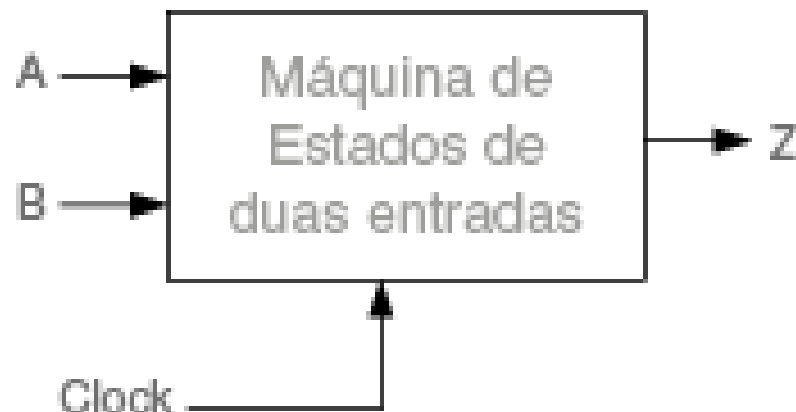 A
Máquina de
Estados de
duas entradas
Z
B
Clock